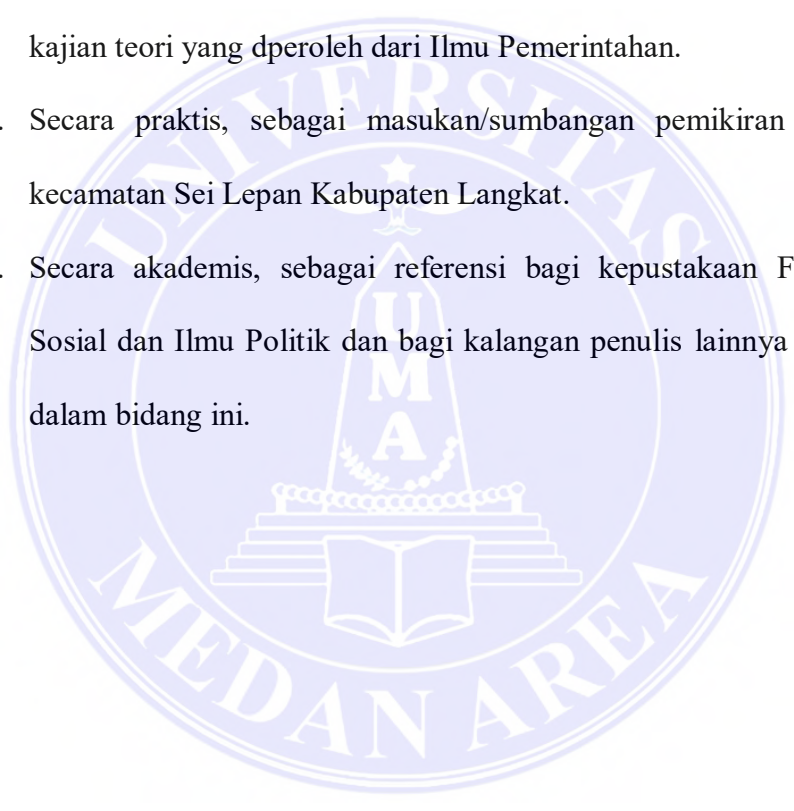 kajian teori yang dperoleh dari Ilmu Pemerintahan.
. Secara praktis, sebagai masukan/sumbangan pemikiran
kecamatan Sei Lepan Kabupaten Langkat.
. Secara akademis, sebagai referensi bagi kepustakaan F
Sosial dan Ilmu Politik dan bagi kalangan penulis lainnya
dalam bidang ini.
UNIVERSITAS
UMA
MEDAN AREA